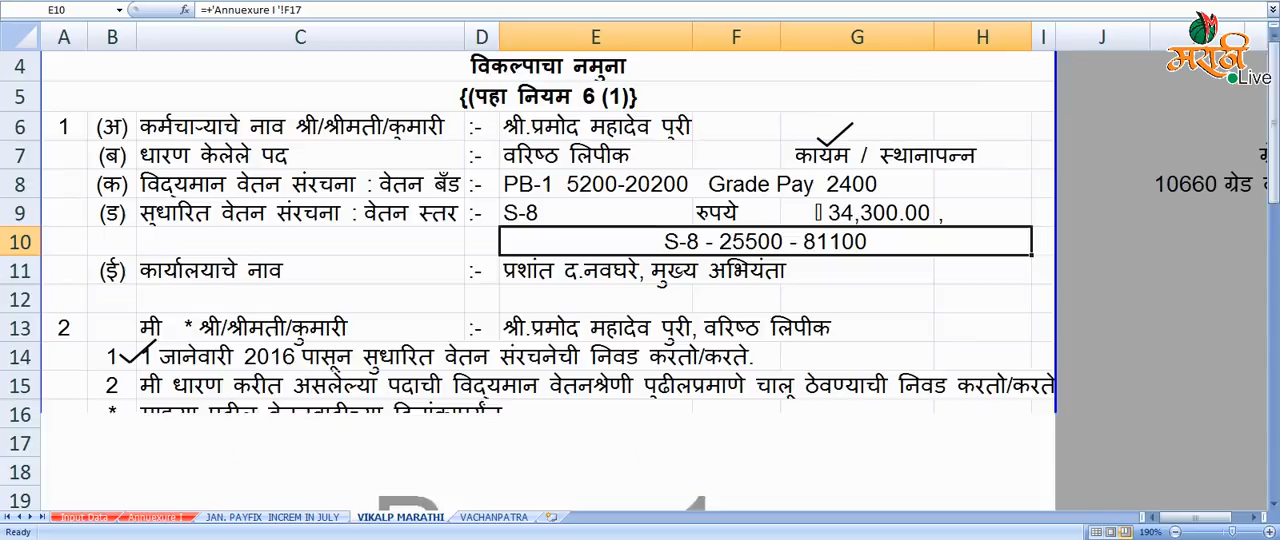 E10 fx =+'Annuexure I '!F17
मराठी
Live
A B C D E F G H I J
4 विकल्पाचा नमुना
5 {(पहा नियम 6 (1)}
6 1 (अ) कर्मचाऱ्याचे नाव श्री/श्रीमती/कुमारी :- श्री.प्रमोद महादेव पुरी
7 (ब) धारण केलेले पद :- वरिष्ठ लिपीक कायम / स्थानापन्न
8 (क) विद्यमान वेतन संरचना : वेतन बँड :- PB-1 5200-20200 Grade Pay 2400 10660 ग्रेड
9 (ड) सुधारित वेतन संरचना : वेतन स्तर :- S-8 रुपये 34,300.00 ,
10 S-8 - 25500 - 81100
11 (ई) कार्यालयाचे नाव :- प्रशांत द.नवघरे, मुख्य अभियंता
12
13 2 मी * श्री/श्रीमती/कुमारी :- श्री.प्रमोद महादेव पुरी, वरिष्ठ लिपीक
14 1 1 जानेवारी 2016 पासून सुधारित वेतन संरचनेची निवड करतो/करते.
15 2 मी धारण करीत असलेल्या पदाची विद्यमान वेतनश्रेणी पुढीलप्रमाणे चालू ठेवण्याची निवड करतो/करते
16 * माझ्या पुढील वेतनवाढीच्या दिनांकापर्यंत
17
18
19
Input Data Annuexure I JAN. PAYFIX INCREM IN JULY VIKALP MARATHI VACHANPATRA
Ready 190%